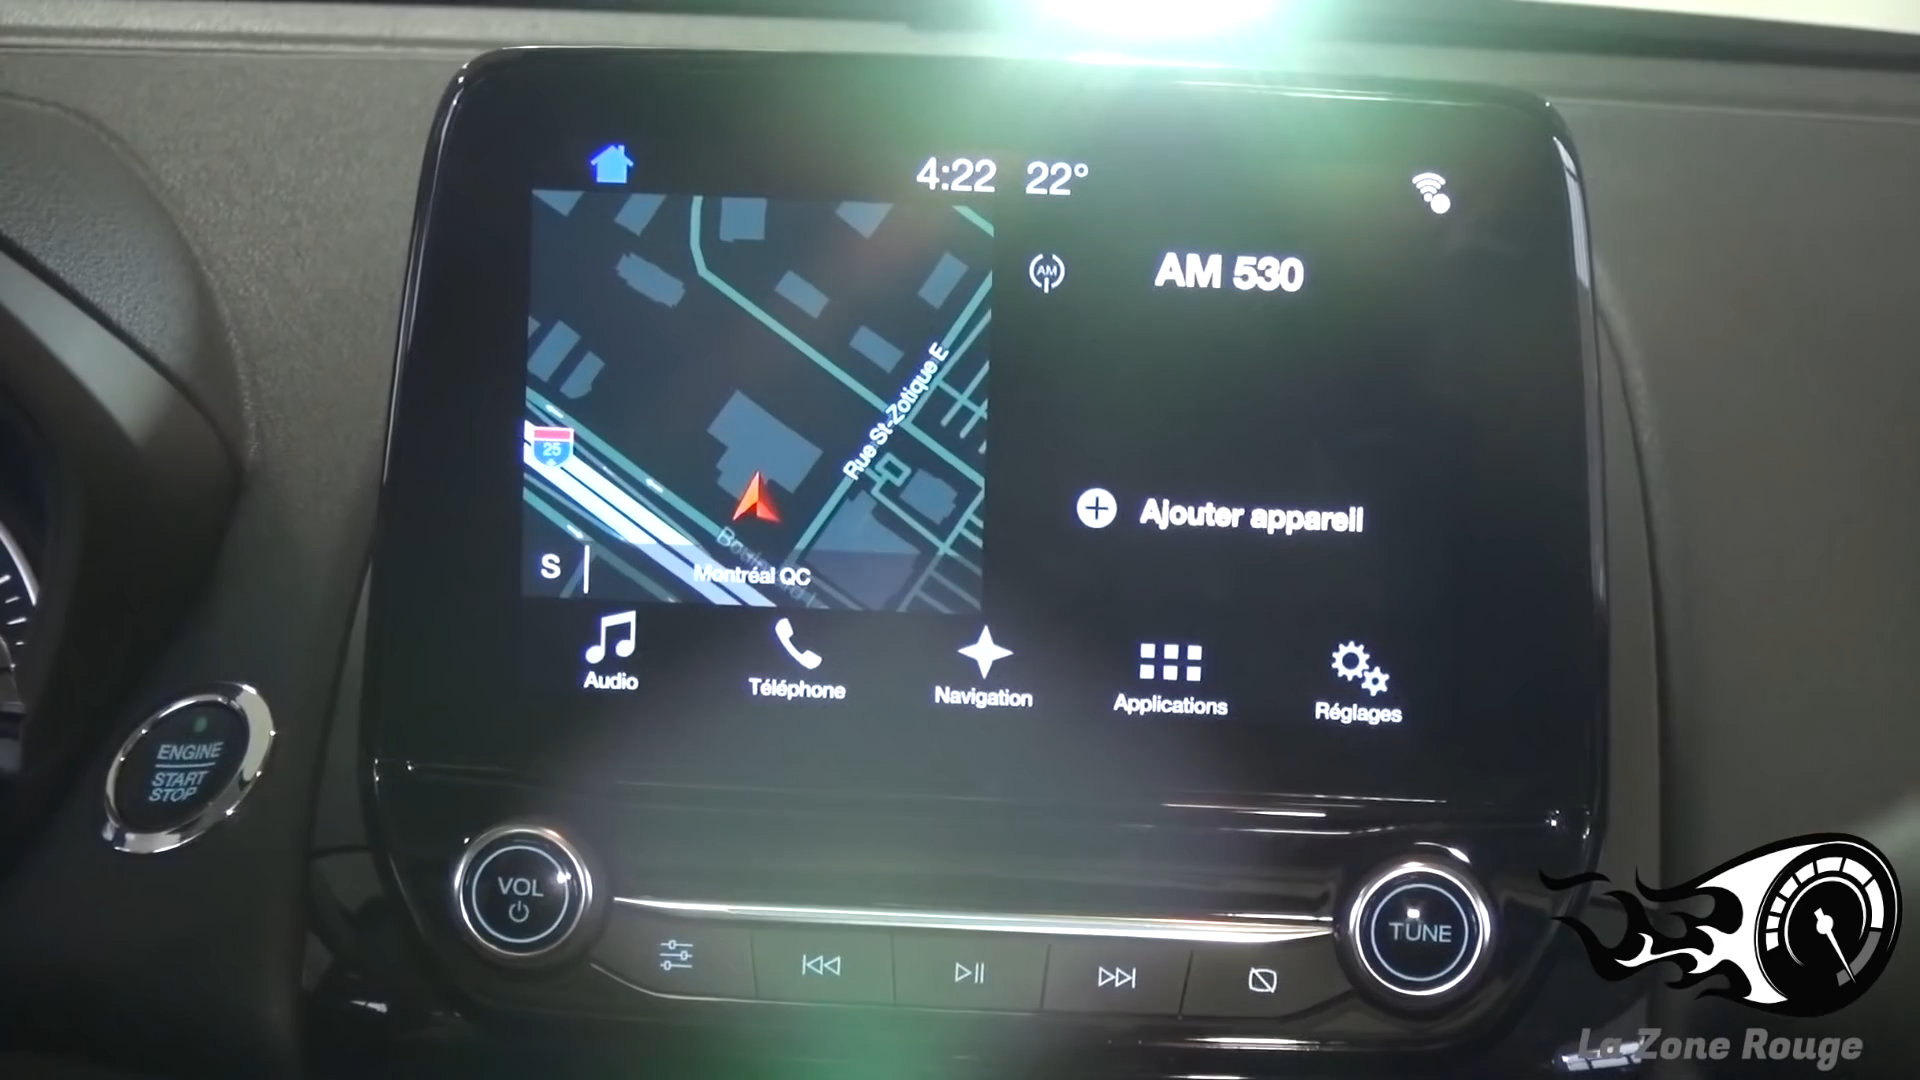 4:22 22°
AM
AM 530
Rue St-Zotique E
25
Ajouter appareil
S
Montréal QC
Audio
Téléphone
Navigation
Applications
Réglages
ENGINE
START
STOP
VOL
TUNE
La Zone Rouge